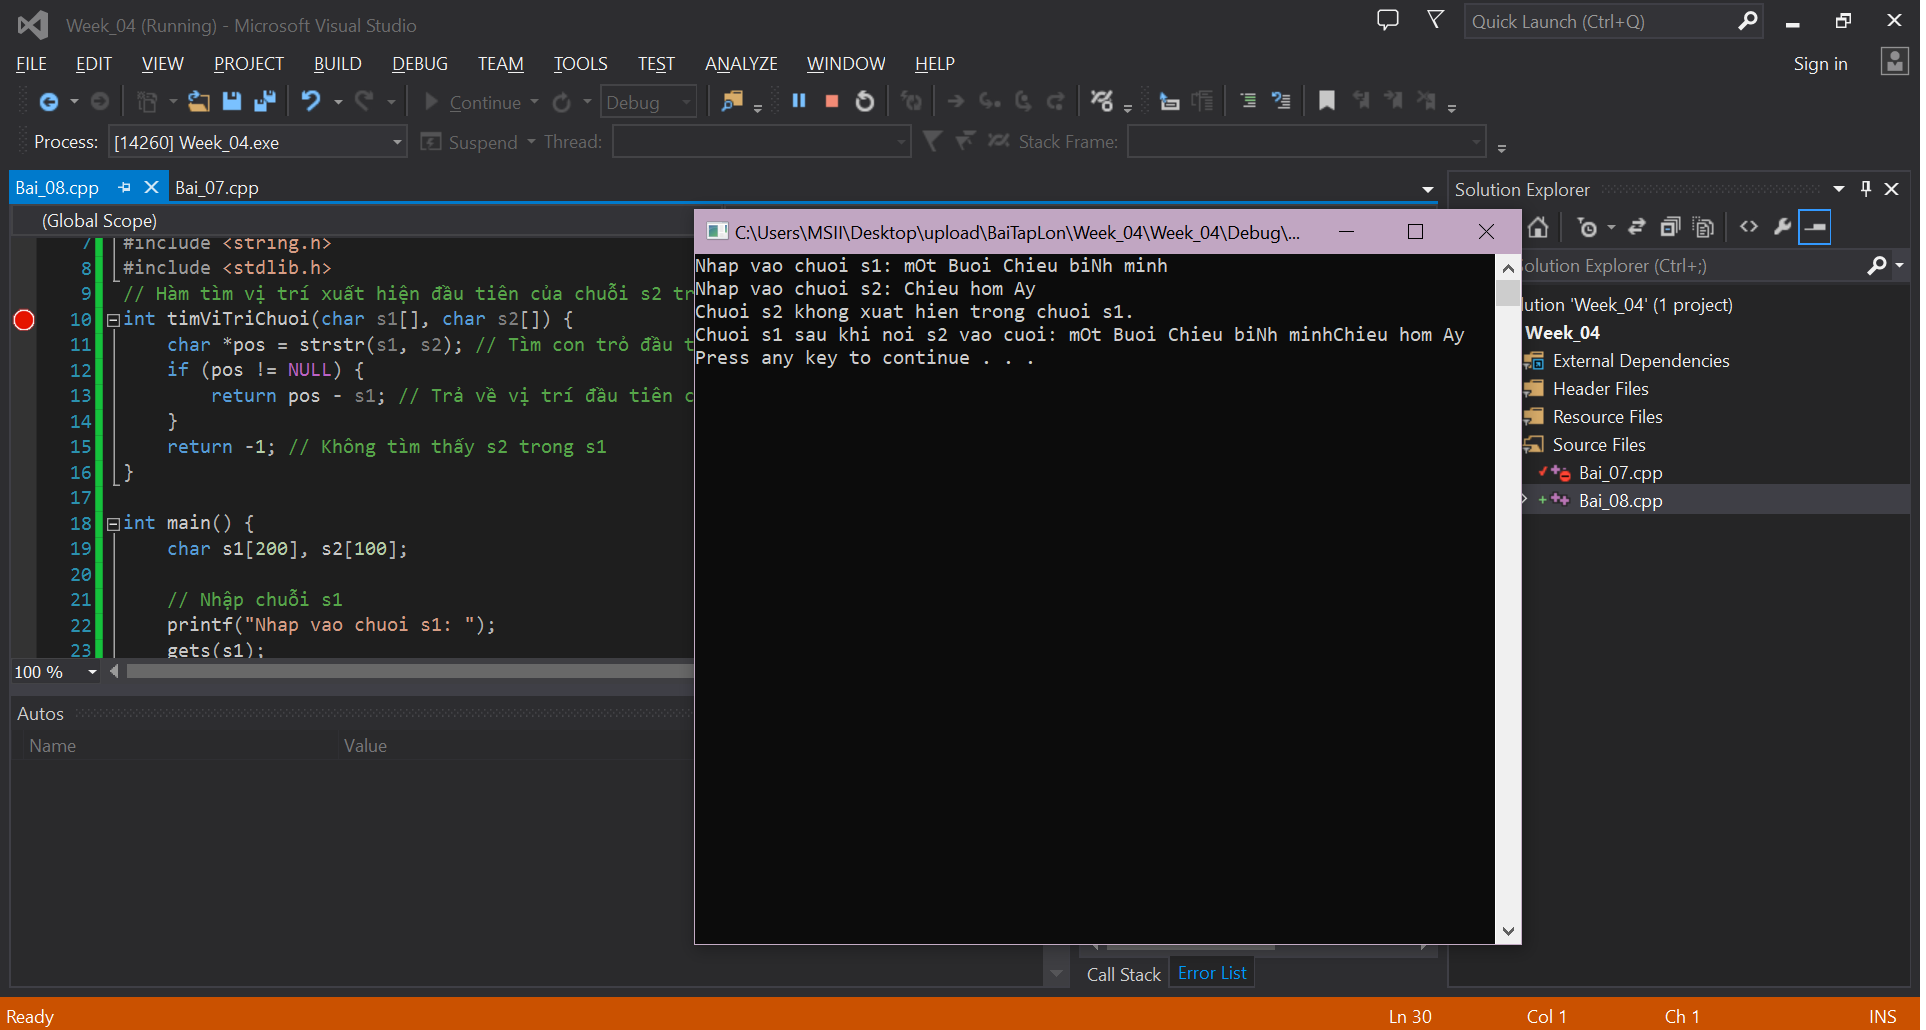 Week_04 (Running) - Microsoft Visual Studio
Quick Launch (Ctrl+Q)
FILE EDIT VIEW PROJECT BUILD DEBUG TEAM TOOLS TEST ANALYZE WINDOW HELP
Sign in
Continue Debug
Process: [14260] Week_04.exe Suspend Thread: Stack Frame:
Bai_08.cpp Bai_07.cpp
(Global Scope)
7 #include <string.h>
8 #include <stdlib.h>
9 // Hàm tìm vị trí xuất hiện đầu tiên của chuỗi s2 tr
10 int timViTriChuoi(char s1[], char s2[]) {
11 char *pos = strstr(s1, s2); // Tìm con trỏ đầu t
12 if (pos != NULL) {
13 return pos - s1; // Trả về vị trí đầu tiên c
14 }
15 return -1; // Không tìm thấy s2 trong s1
16 }
17
18 int main() {
19 char s1[200], s2[100];
20
21 // Nhập chuỗi s1
22 printf("Nhap vao chuoi s1: ");
23 gets(s1);
100 %
Autos
Name Value
C:\Users\MSII\Desktop\upload\BaiTapLon\Week_04\Week_04\Debug\...
Nhap vao chuoi s1: mOt Buoi Chieu biNh minh
Nhap vao chuoi s2: Chieu hom Ay
Chuoi s2 khong xuat hien trong chuoi s1.
Chuoi s1 sau khi noi s2 vao cuoi: mOt Buoi Chieu biNh minhChieu hom Ay
Press any key to continue . . .
Solution Explorer
olution Explorer (Ctrl+;)
lution 'Week_04' (1 project)
Week_04
External Dependencies
Header Files
Resource Files
Source Files
Bai_07.cpp
Bai_08.cpp
Call Stack Error List
Ready Ln 30 Col 1 Ch 1 INS